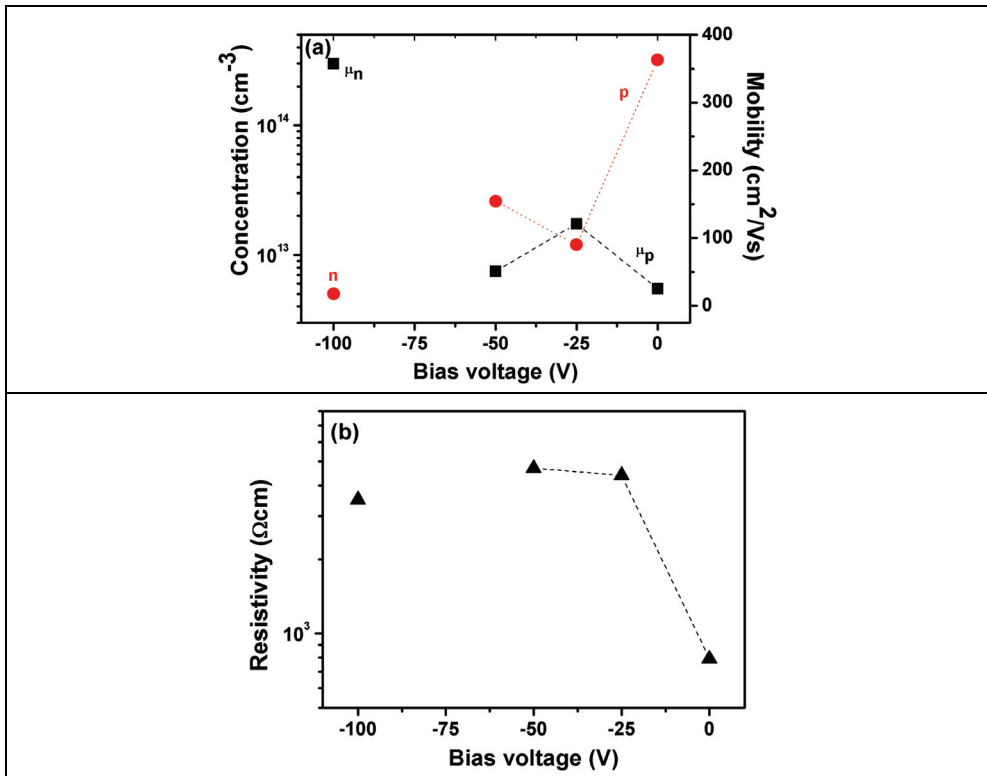 (a)
μn
p
n
μp
Concentration (cm-3)
10^14
10^13
400
300
200
100
0
Mobility (cm2/Vs)
-100 -75 -50 -25 0
Bias voltage (V)
(b)
Resistivity (Ωcm)
10^3
-100 -75 -50 -25 0
Bias voltage (V)